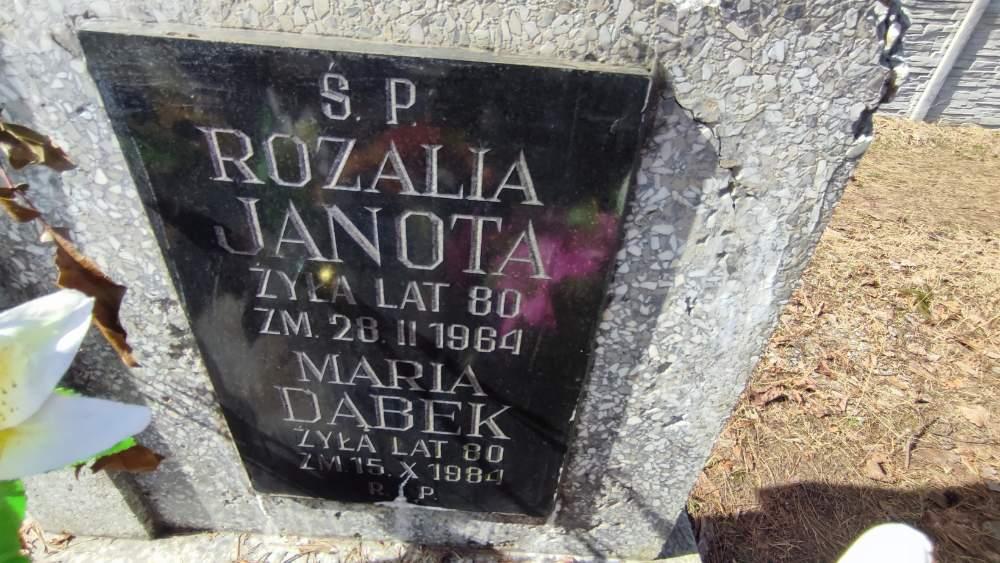 Ś. P
ROZALIA
JANOTA
ŻYŁA LAT 80
ZM. 28. II 1964
MARIA
DĄBEK
ŻYŁA LAT 80
ZM 15. X 1984
R. P.